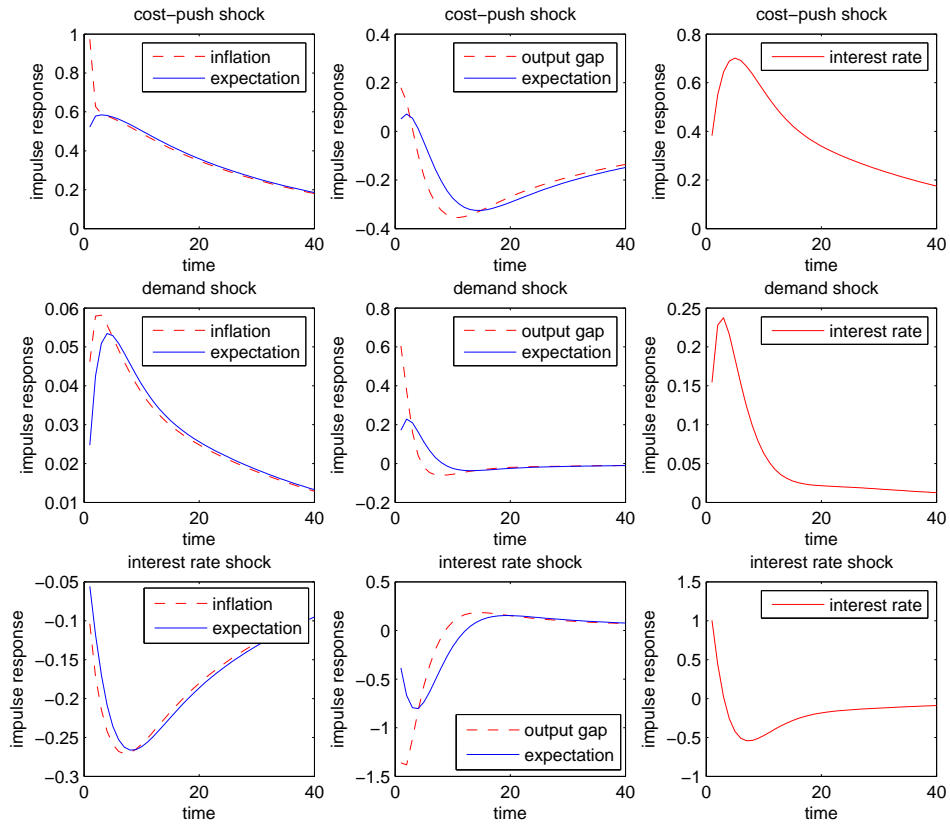 cost-push shock
1
0.8
0.6
0.4
0.2
0
0
20
40
impulse response
time
inflation
expectation
cost-push shock
0.4
0.2
0
-0.2
-0.4
0
20
40
impulse response
time
output gap
expectation
cost-push shock
0.8
0.6
0.4
0.2
0
0
20
40
impulse response
time
interest rate
demand shock
0.06
0.05
0.04
0.03
0.02
0.01
0
20
40
impulse response
time
inflation
expectation
demand shock
0.8
0.6
0.4
0.2
0
-0.2
0
20
40
impulse response
time
output gap
expectation
demand shock
0.25
0.2
0.15
0.1
0.05
0
0
20
40
impulse response
time
interest rate
interest rate shock
-0.05
-0.1
-0.15
-0.2
-0.25
-0.3
0
20
40
impulse response
time
inflation
expectation
interest rate shock
0.5
0
-0.5
-1
-1.5
0
20
40
impulse response
time
output gap
expectation
interest rate shock
1.5
1
0.5
0
-0.5
-1
0
20
40
impulse response
time
interest rate